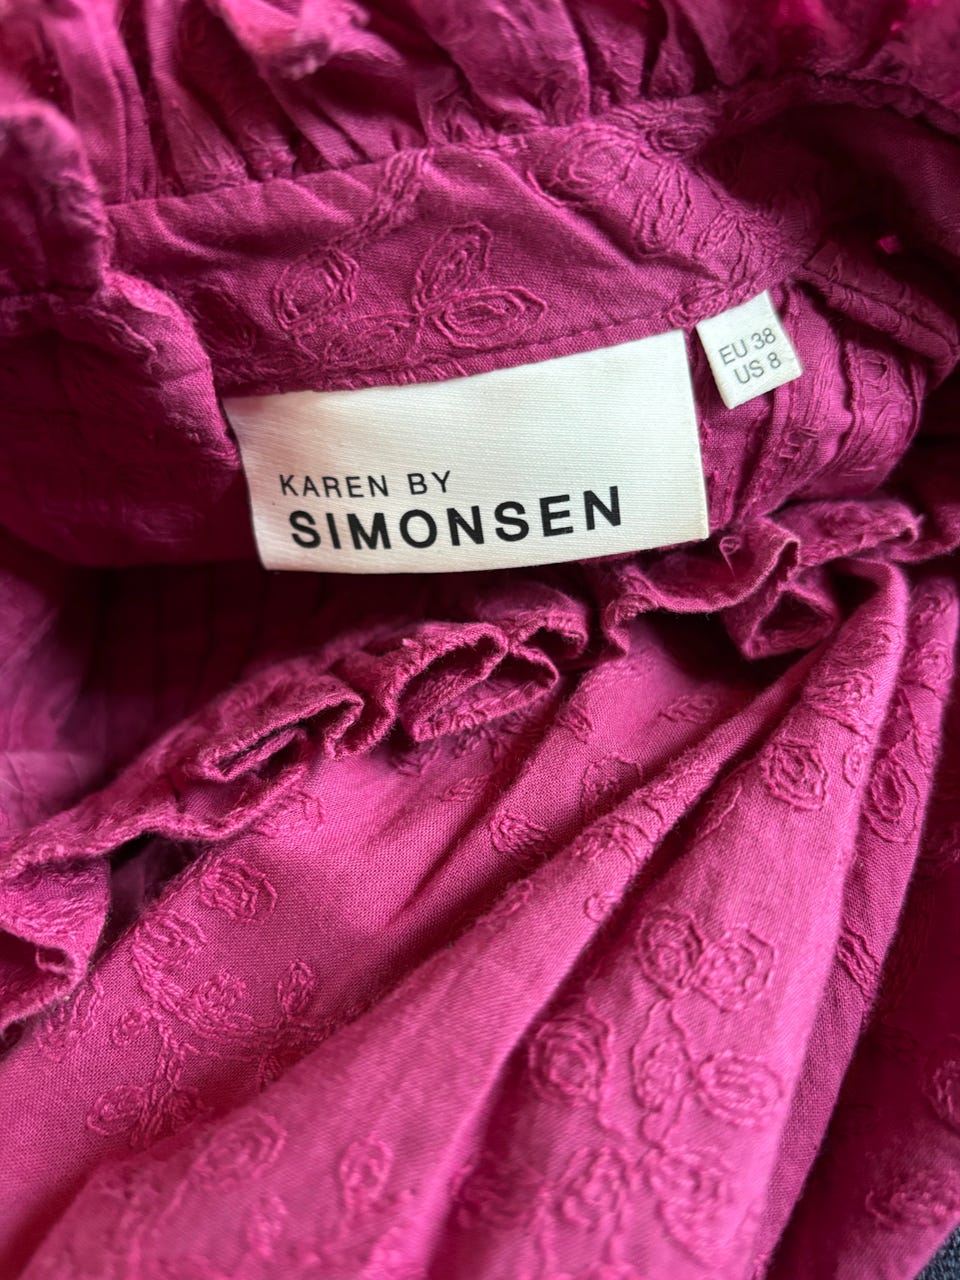 KAREN BY
SIMONSEN
EU 38
US 8